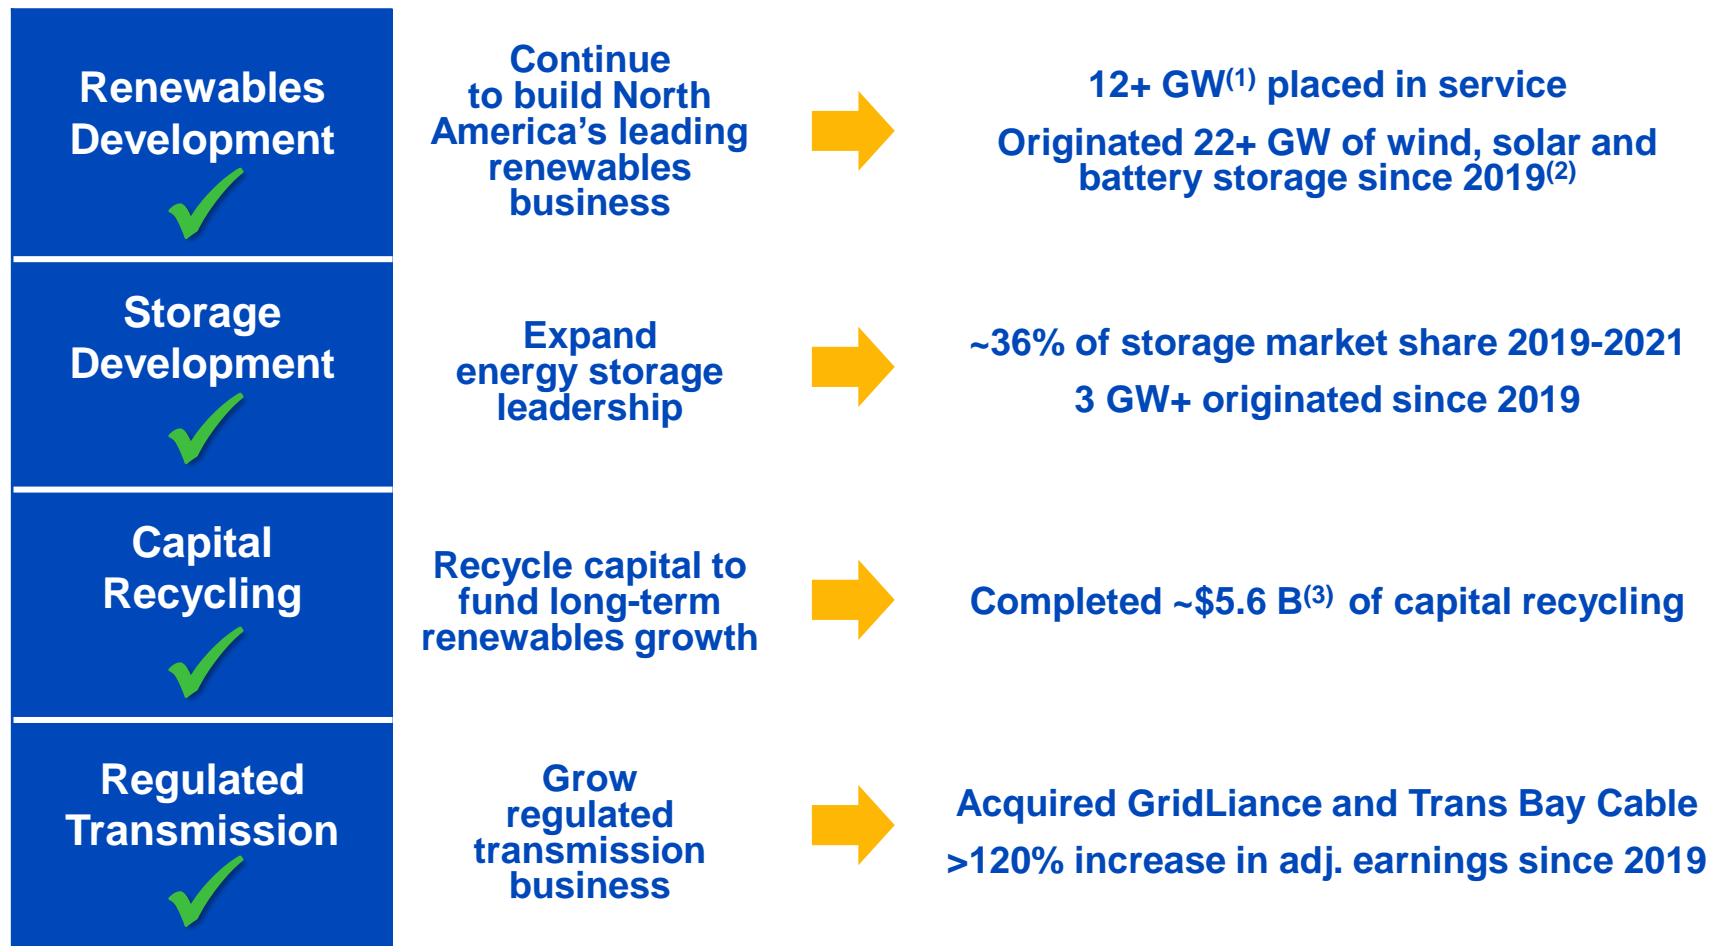 Renewables
Development
Continue
to build North
America’s leading
renewables
business
12+ GW(1) placed in service
Originated 22+ GW of wind, solar and
battery storage since 2019(2)
Storage
Development
Expand
energy storage
leadership
~36% of storage market share 2019-2021
3 GW+ originated since 2019
Capital
Recycling
Recycle capital to
fund long-term
renewables growth
Completed ~$5.6 B(3) of capital recycling
Regulated
Transmission
Grow
regulated
transmission
business
Acquired GridLiance and Trans Bay Cable
>120% increase in adj. earnings since 2019